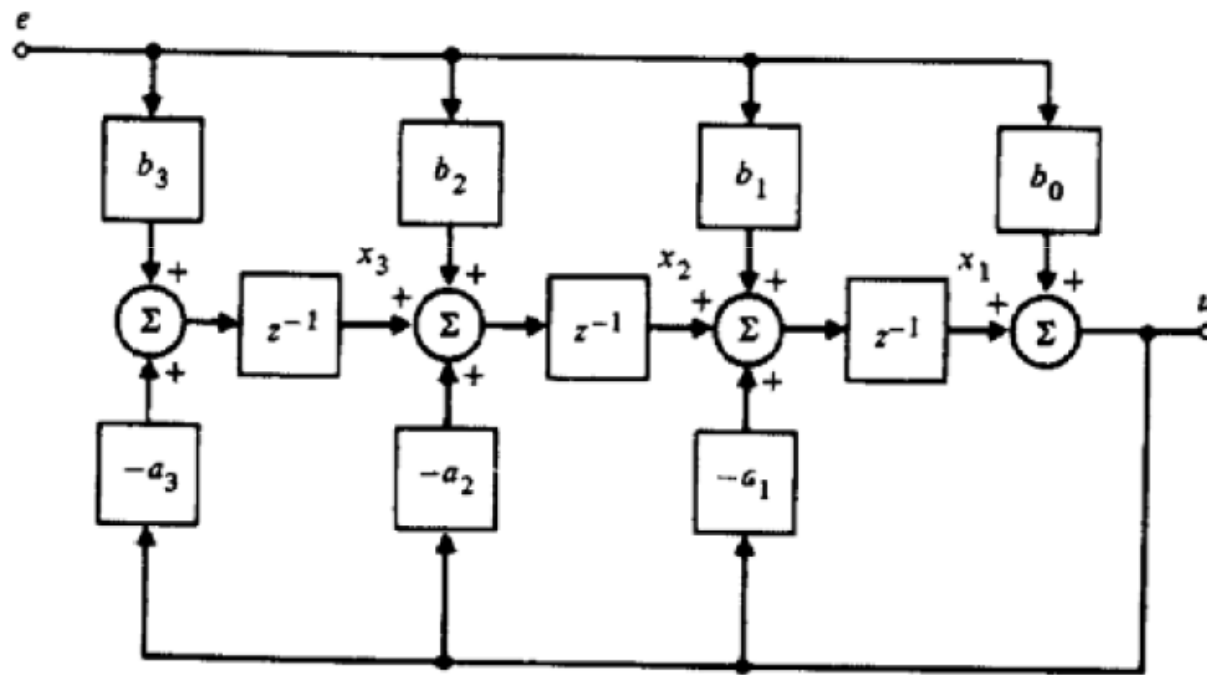 e
b₃ b₂ b₁ b₀
x₃ x₂ x₁
+ + + +
+ + +
Σ z⁻¹ Σ z⁻¹ Σ z⁻¹ Σ
+ + +
−a₃ −a₂ −a₁